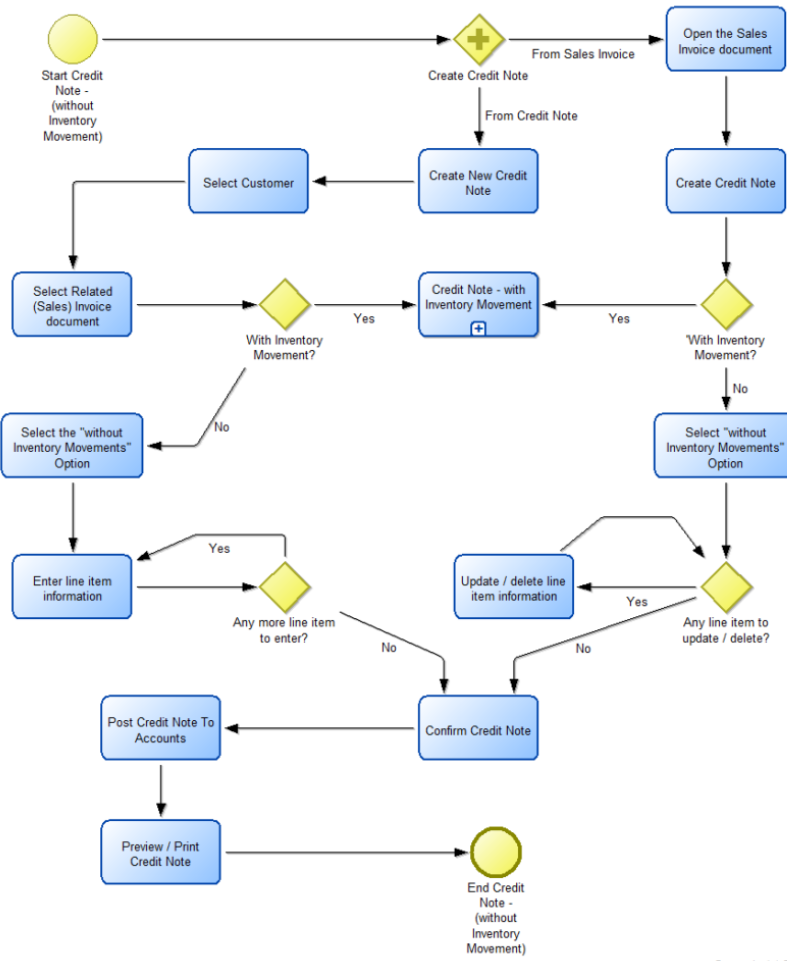 Start Credit
Note -
(without
Inventory
Movement)
Create Credit Note
From Sales Invoice
Open the Sales
Invoice document
From Credit Note
Select Customer
Create New Credit
Note
Create Credit Note
Select Related
(Sales) Invoice
document
With Inventory
Movement?
Yes
Credit Note - with
Inventory Movement
Yes
'With Inventory
Movement?
No
No
Select the "without
Inventory Movements"
Option
Select "without
Inventory Movements"
Option
Yes
Enter line item
information
Any more line item
to enter?
Update / delete line
item information
Yes
Any line item to
update / delete?
No
No
Post Credit Note To
Accounts
Confirm Credit Note
Preview / Print
Credit Note
End Credit
Note -
(without
Inventory
Movement)